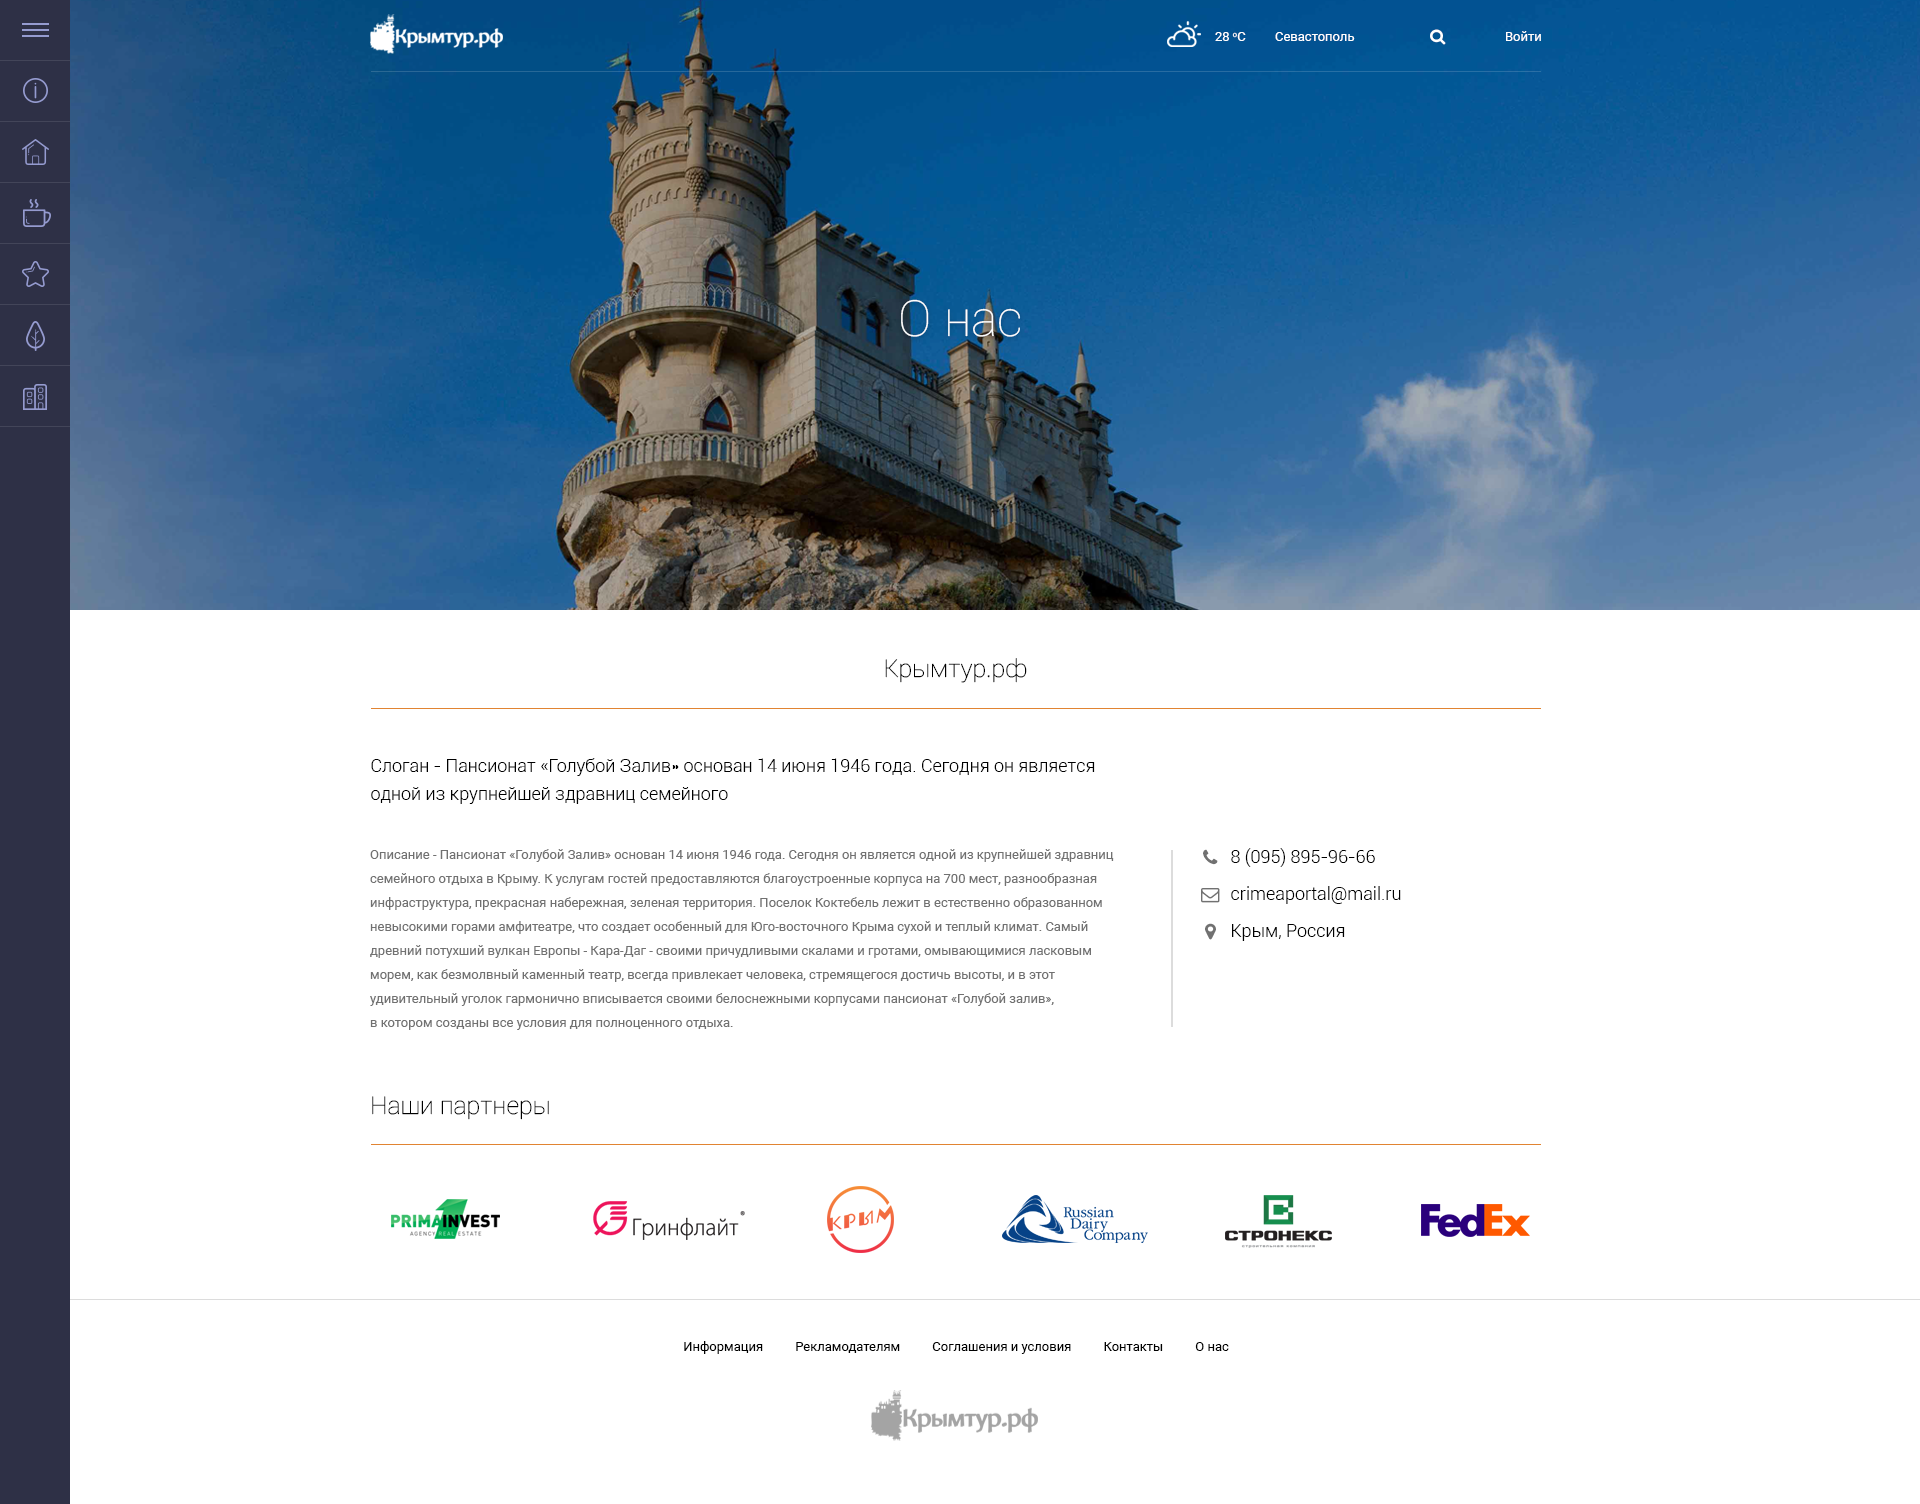 Крымтур.рф
28 °C
Севастополь
Войти
О нас
Крымтур.рф
Слоган - Пансионат «Голубой Залив» основан 14 июня 1946 года. Сегодня он является
одной из крупнейшей здравниц семейного
Описание - Пансионат «Голубой Залив» основан 14 июня 1946 года. Сегодня он является одной из крупнейшей здравниц
семейного отдыха в Крыму. К услугам гостей предоставляются благоустроенные корпуса на 700 мест, разнообразная
инфраструктура, прекрасная набережная, зеленая территория. Поселок Коктебель лежит в естественно образованном
невысокими горами амфитеатре, что создает особенный для Юго-восточного Крыма сухой и теплый климат. Самый
древний потухший вулкан Европы - Кара-Даг - своими причудливыми скалами и гротами, омывающимися ласковым
морем, как безмолвный каменный театр, всегда привлекает человека, стремящегося достичь высоты, и в этот
удивительный уголок гармонично вписывается своими белоснежными корпусами пансионат «Голубой залив»,
в котором созданы все условия для полноценного отдыха.
8 (095) 895-96-66
crimeaportal@mail.ru
Крым, Россия
Наши партнеры
PRIMAINVEST
AGENCY REAL ESTATE
Гринфлайт
КРЫМ
Russian
Dairy
Company
СТРОНЕКС
строительная компания
FedEx
Информация
Рекламодателям
Соглашения и условия
Контакты
О нас
Крымтур.рф